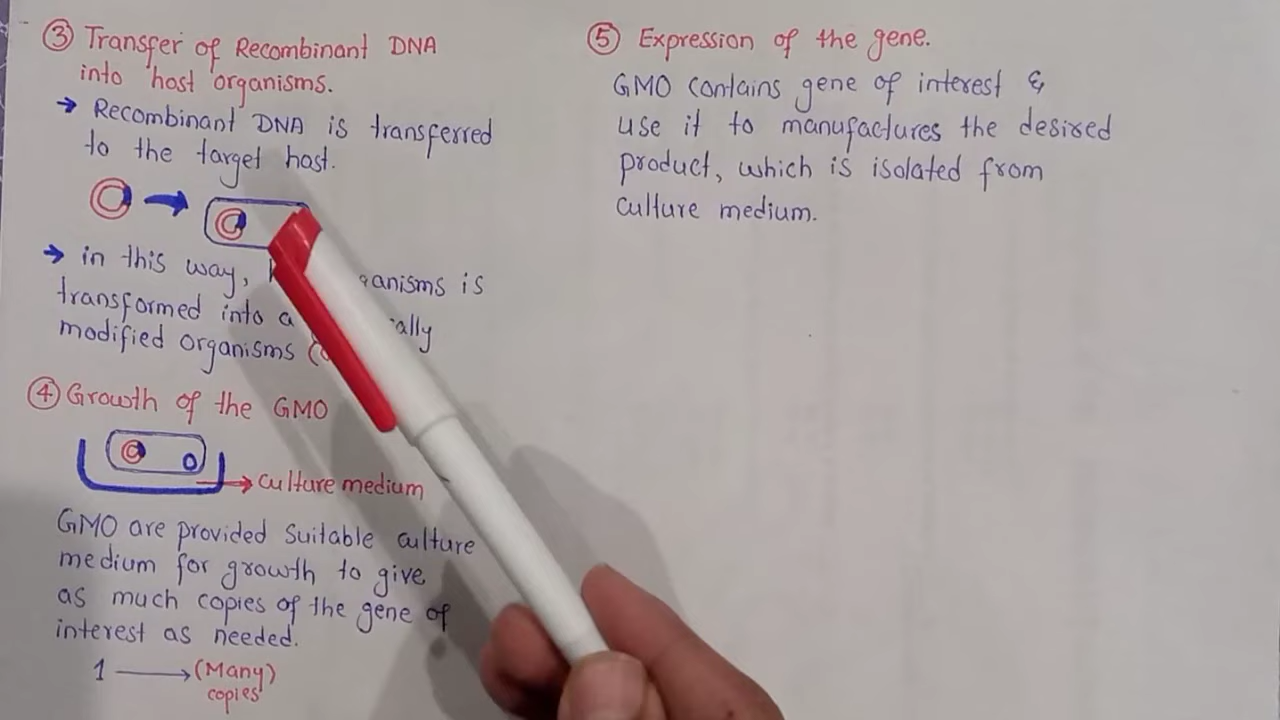 ③ Transfer of Recombinant DNA
into host organisms.
→ Recombinant DNA is transferred
to the target host.
→ in this way, anisms is
transformed into a ally
modified organisms (
④ Growth of the GMO
→ culture medium
GMO are provided suitable culture
medium for growth to give
as much copies of the gene of
interest as needed.
1 → (Many)
copies
⑤ Expression of the gene.
GMO contains gene of interest &
use it to manufactures the desired
product, which is isolated from
culture medium.